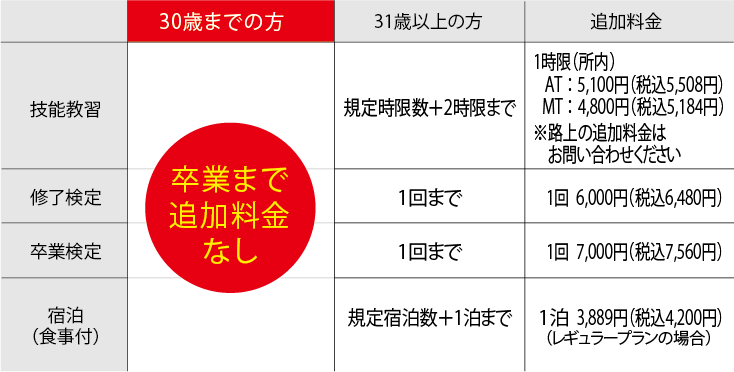 30歳までの方
31歳以上の方
追加料金
技能教習
規定時限数＋2時限まで
1時限（所内）
AT：5,100円（税込5,508円）
MT：4,800円（税込5,184円）
※路上の追加料金は
お問い合わせください
卒業まで
追加料金
なし
修了検定
1回まで
1回 6,000円（税込6,480円）
卒業検定
1回まで
1回 7,000円（税込7,560円）
宿泊
（食事付）
規定宿泊数＋1泊まで
1泊 3,889円（税込4,200円）
（レギュラープランの場合）